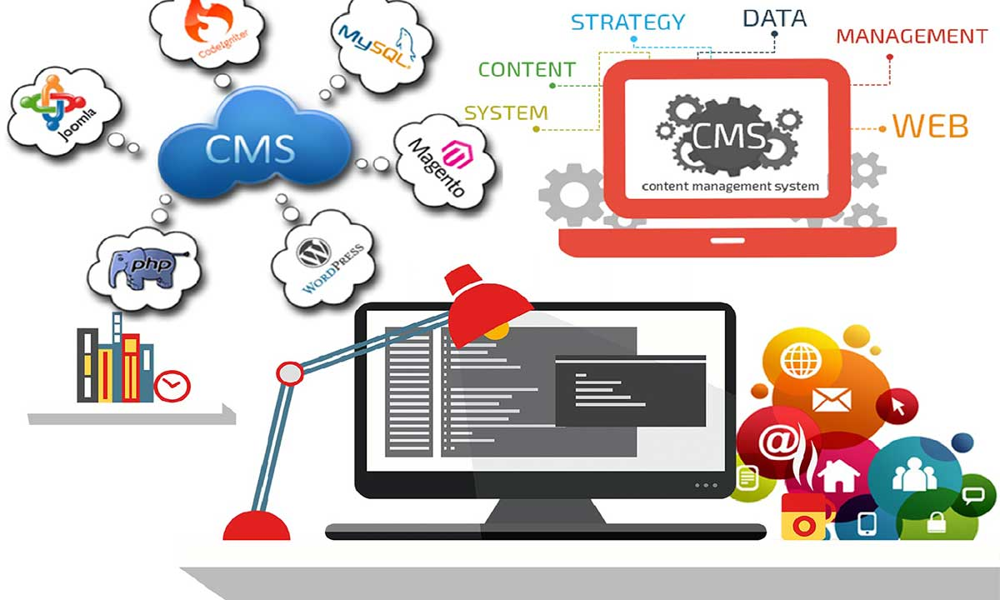 CodeIgniter
MySQL
Joomla
CMS
Magento
php
WORDPRESS
STRATEGY
DATA
MANAGEMENT
CONTENT
SYSTEM
WEB
CMS
content management system
@